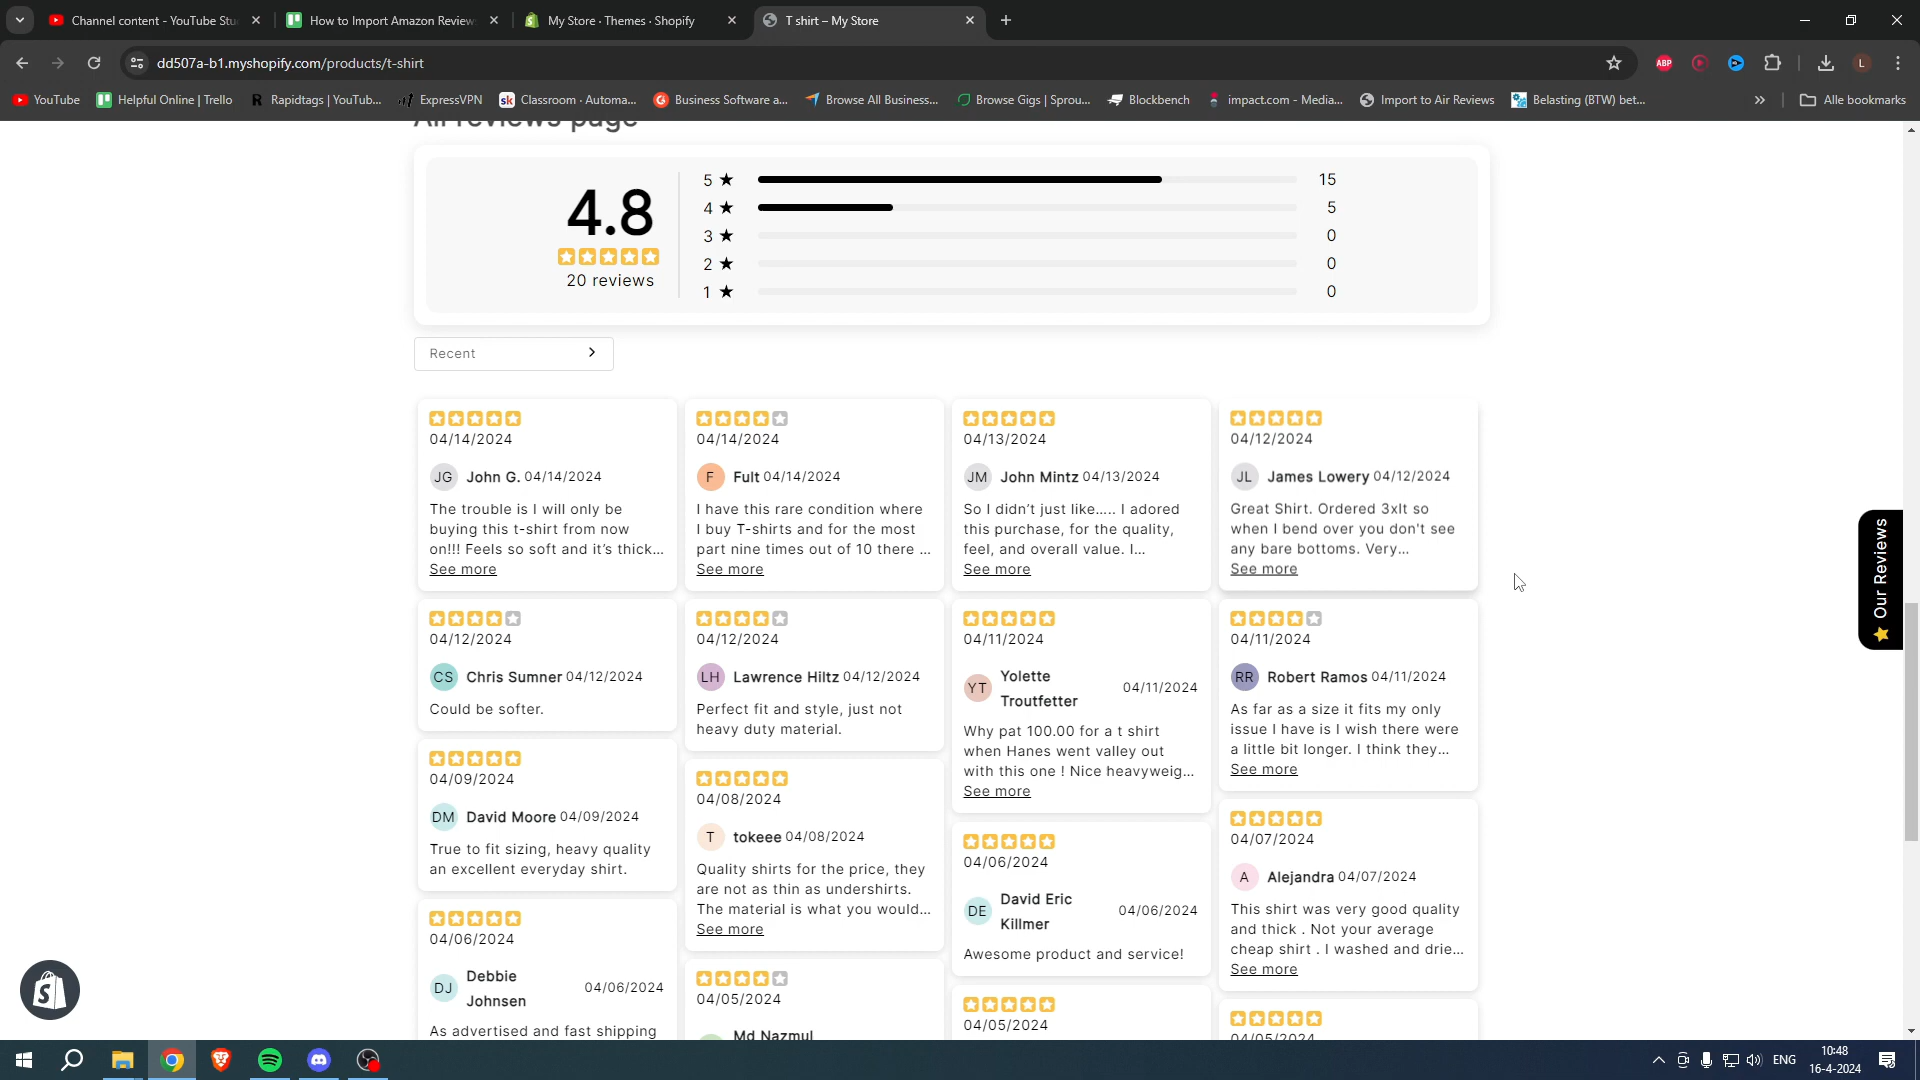 Channel content - YouTube Stu
How to Import Amazon Review
My Store · Themes · Shopify
T shirt – My Store
dd507a-b1.myshopify.com/products/t-shirt
ABP
L
YouTube
Helpful Online | Trello
R Rapidtags | YouTub...
ExpressVPN
sk Classroom - Automa...
Business Software a...
Browse All Business...
Browse Gigs | Sprou...
Blockbench
impact.com - Media...
Import to Air Reviews
Belasting (BTW) bet...
»
Alle bookmarks
All reviews page
4.8
20 reviews
5 ★ 15
4 ★ 5
3 ★ 0
2 ★ 0
1 ★ 0
Recent
04/14/2024
JG John G. 04/14/2024
The trouble is I will only be
buying this t-shirt from now
on!!! Feels so soft and it's thick...
See more
04/14/2024
F Fult 04/14/2024
I have this rare condition where
I buy T-shirts and for the most
part nine times out of 10 there ...
See more
04/13/2024
JM John Mintz 04/13/2024
So I didn't just like..... I adored
this purchase, for the quality,
feel, and overall value. I...
See more
04/12/2024
JL James Lowery 04/12/2024
Great Shirt. Ordered 3xlt so
when I bend over you don't see
any bare bottoms. Very...
See more
04/12/2024
CS Chris Sumner 04/12/2024
Could be softer.
04/12/2024
LH Lawrence Hiltz 04/12/2024
Perfect fit and style, just not
heavy duty material.
04/11/2024
YT Yolette
Troutfetter
04/11/2024
Why pat 100.00 for a t shirt
when Hanes went valley out
with this one ! Nice heavyweig...
See more
04/11/2024
RR Robert Ramos 04/11/2024
As far as a size it fits my only
issue I have is I wish there were
a little bit longer. I think they...
See more
04/09/2024
DM David Moore 04/09/2024
True to fit sizing, heavy quality
an excellent everyday shirt.
04/08/2024
T tokeee 04/08/2024
Quality shirts for the price, they
are not as thin as undershirts.
The material is what you would...
See more
04/06/2024
DE David Eric
Killmer
04/06/2024
Awesome product and service!
04/07/2024
A Alejandra 04/07/2024
This shirt was very good quality
and thick . Not your average
cheap shirt . I washed and drie...
See more
04/06/2024
DJ Debbie
Johnsen
04/06/2024
As advertised and fast shipping
04/05/2024
Md Nazmul
04/05/2024
04/05/2024
Our Reviews
ENG
10:48
16-4-2024